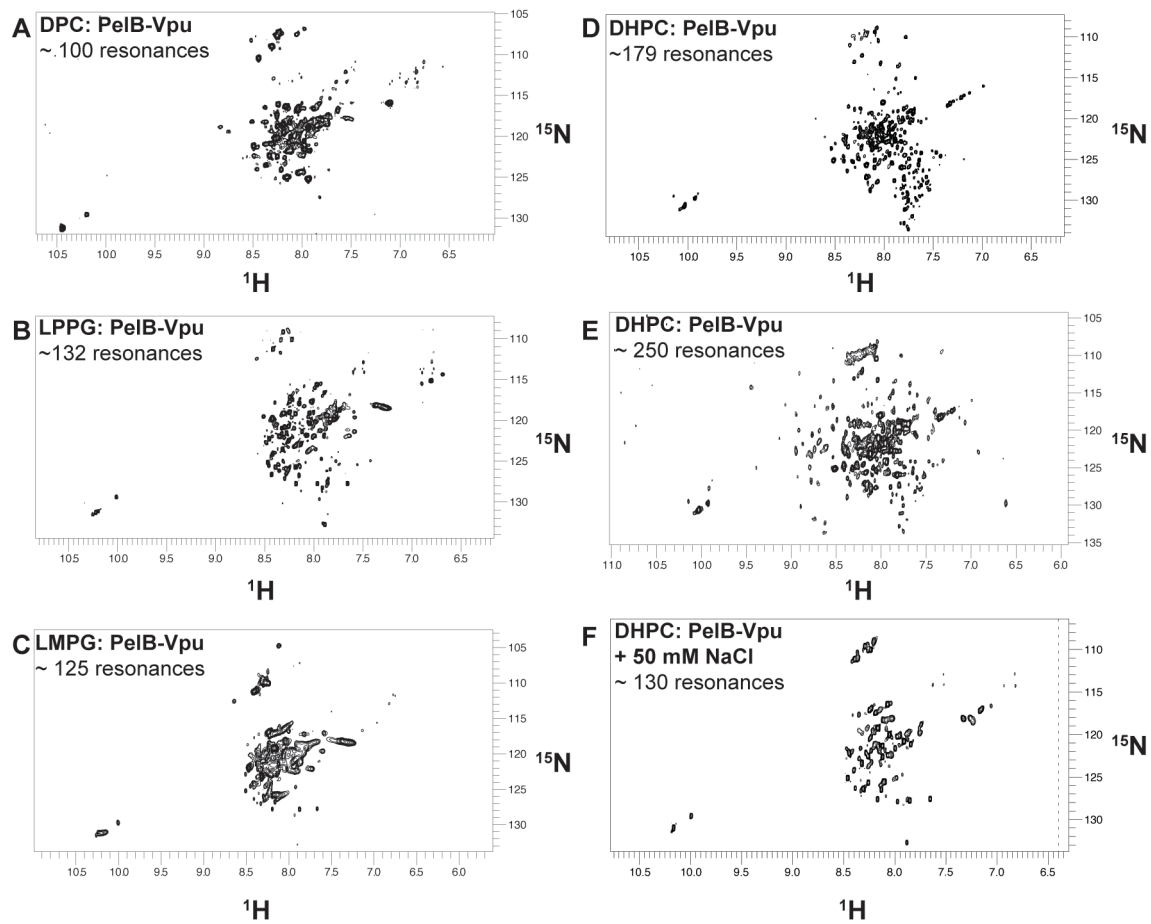 A
DPC: PelB-Vpu
~ 100 resonances
105
110
115
120
125
130
15N
10.5
10.0
9.5
9.0
8.5
8.0
7.5
7.0
6.5
1H
B
LPPG: PelB-Vpu
~132 resonances
110
115
120
125
130
15N
10.5
10.0
9.5
9.0
8.5
8.0
7.5
7.0
6.5
1H
C
LMPG: PelB-Vpu
~ 125 resonances
105
110
115
120
125
130
15N
10.5
10.0
9.5
9.0
8.5
8.0
7.5
7.0
6.5
1H
D
DHPC: PelB-Vpu
~179 resonances
110
115
120
125
130
15N
10.5
10.0
9.5
9.0
8.5
8.0
7.5
7.0
6.5
1H
E
DHPC: PelB-Vpu
~ 250 resonances
105
110
115
120
125
130
135
15N
11.0
10.5
10.0
9.5
9.0
8.5
8.0
7.5
7.0
6.5
6.0
1H
F
DHPC: PelB-Vpu
+ 50 mM NaCl
~ 130 resonances
110
115
120
125
130
15N
10.5
10.0
9.5
9.0
8.5
8.0
7.5
7.0
6.5
1H